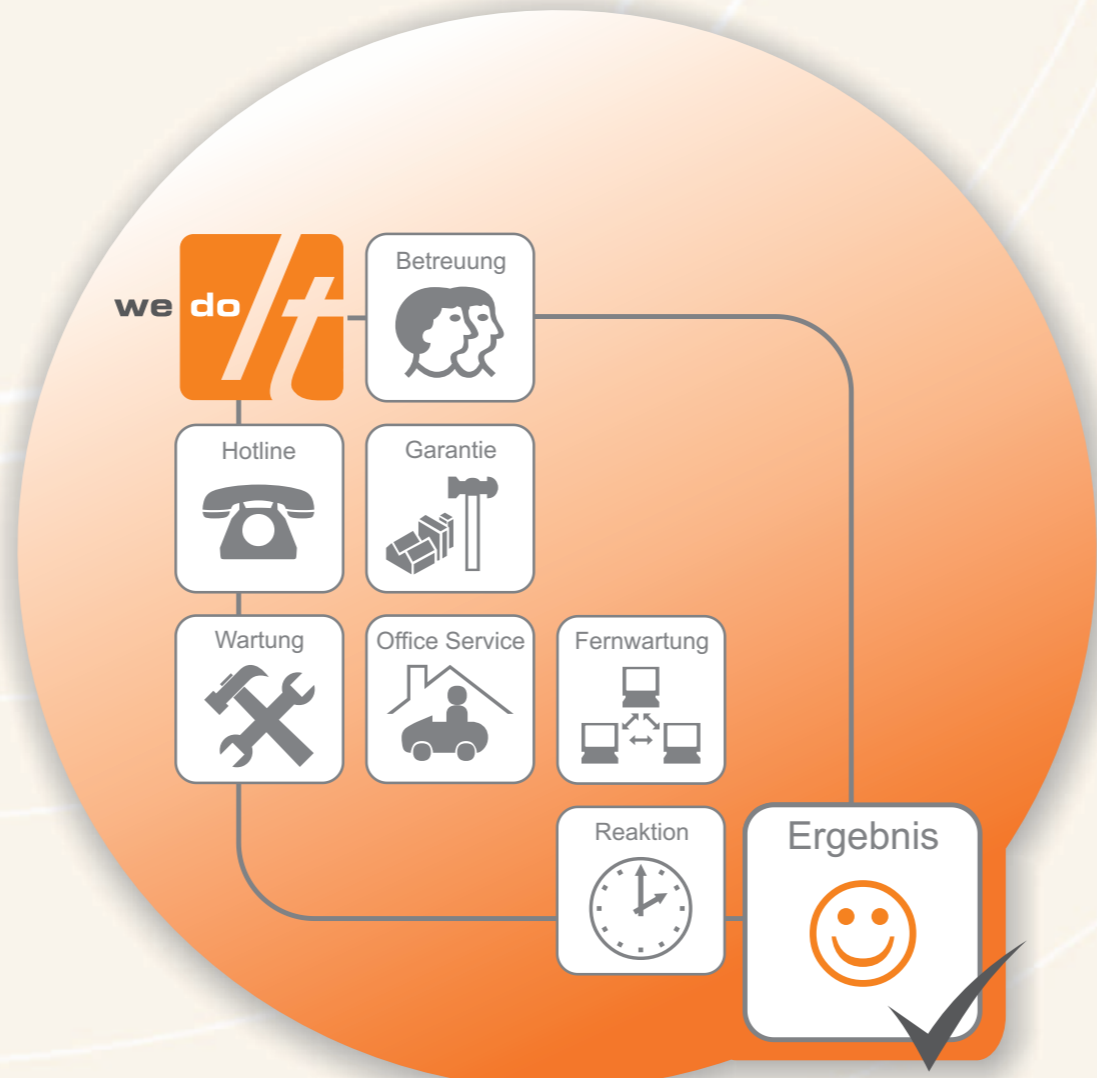 we do It
Betreuung
Hotline
Garantie
Wartung
Office Service
Fernwartung
Reaktion
Ergebnis